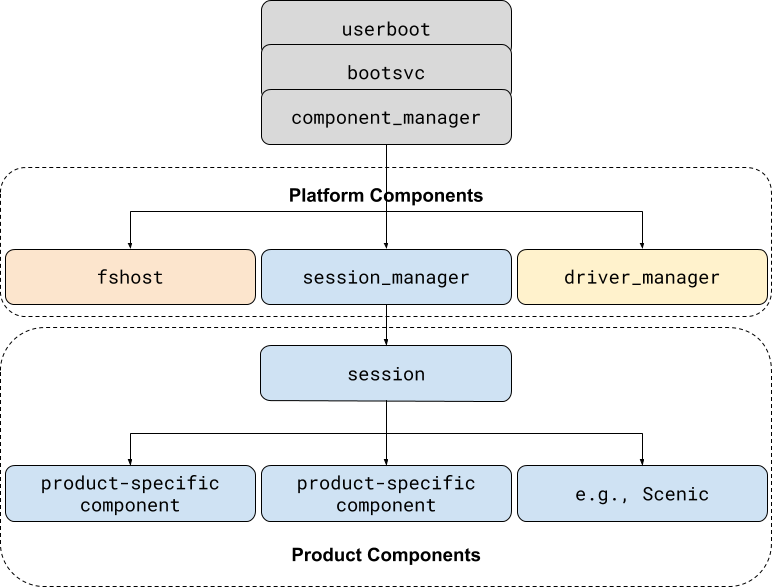 userboot
bootsvc
component_manager
Platform Components
fshost
session_manager
driver_manager
session
product-specific
component
product-specific
component
e.g., Scenic
Product Components